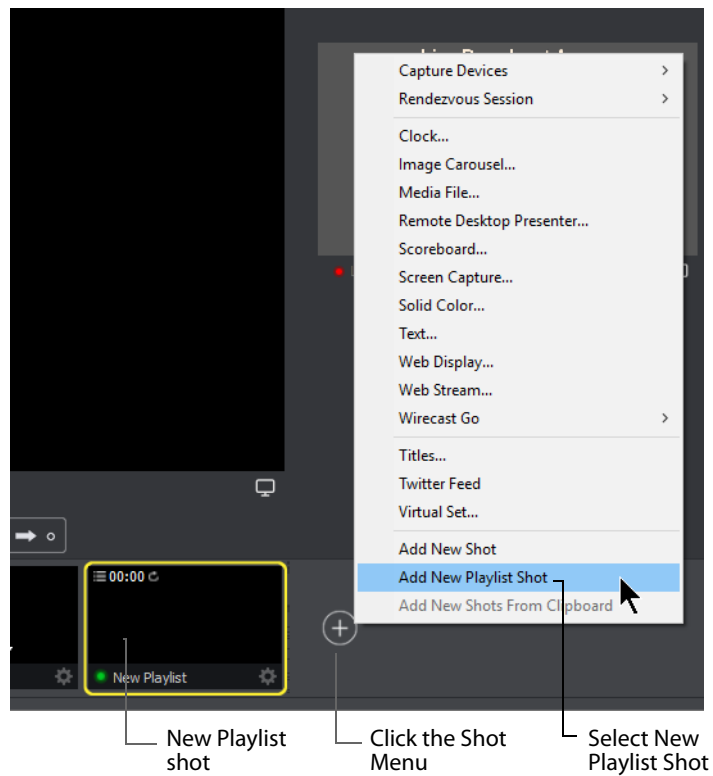 Capture Devices
Rendezvous Session
Clock...
Image Carousel...
Media File...
Remote Desktop Presenter...
Scoreboard...
Screen Capture...
Solid Color...
Text...
Web Display...
Web Stream...
Wirecast Go
Titles...
Twitter Feed
Virtual Set...
Add New Shot
Add New Playlist Shot
Add New Shots From Clipboard
00:00
New Playlist
New Playlist
shot
Click the Shot
Menu
Select New
Playlist Shot